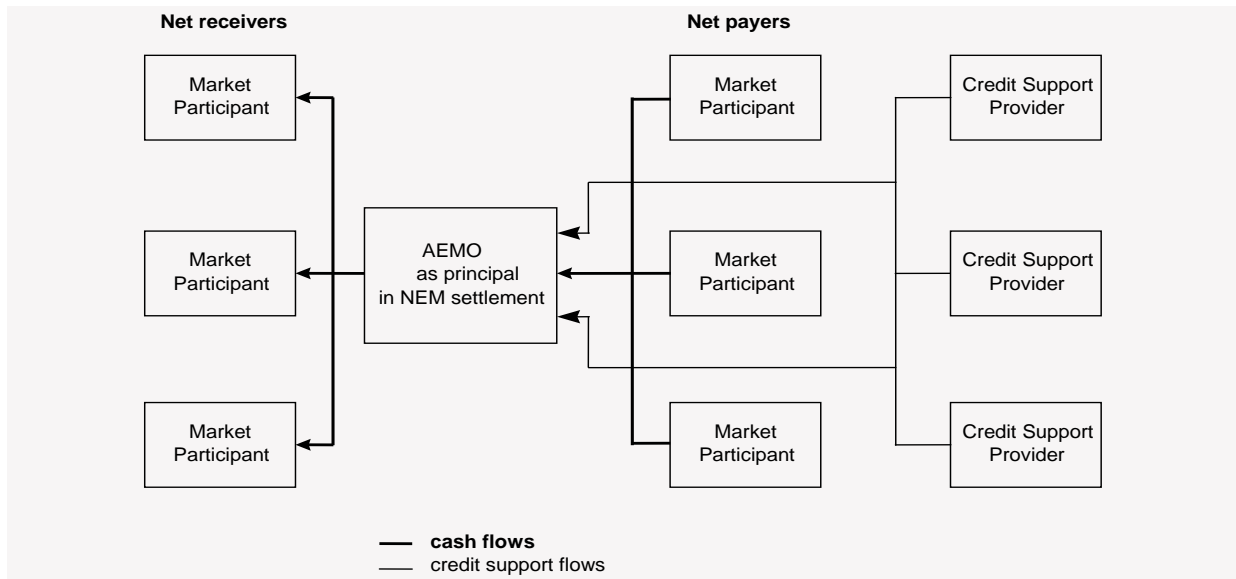 Net receivers
Net payers
Market
Participant
Market
Participant
Credit Support
Provider
Market
Participant
AEMO
as principal
in NEM settlement
Market
Participant
Credit Support
Provider
Market
Participant
Market
Participant
Credit Support
Provider
cash flows
credit support flows